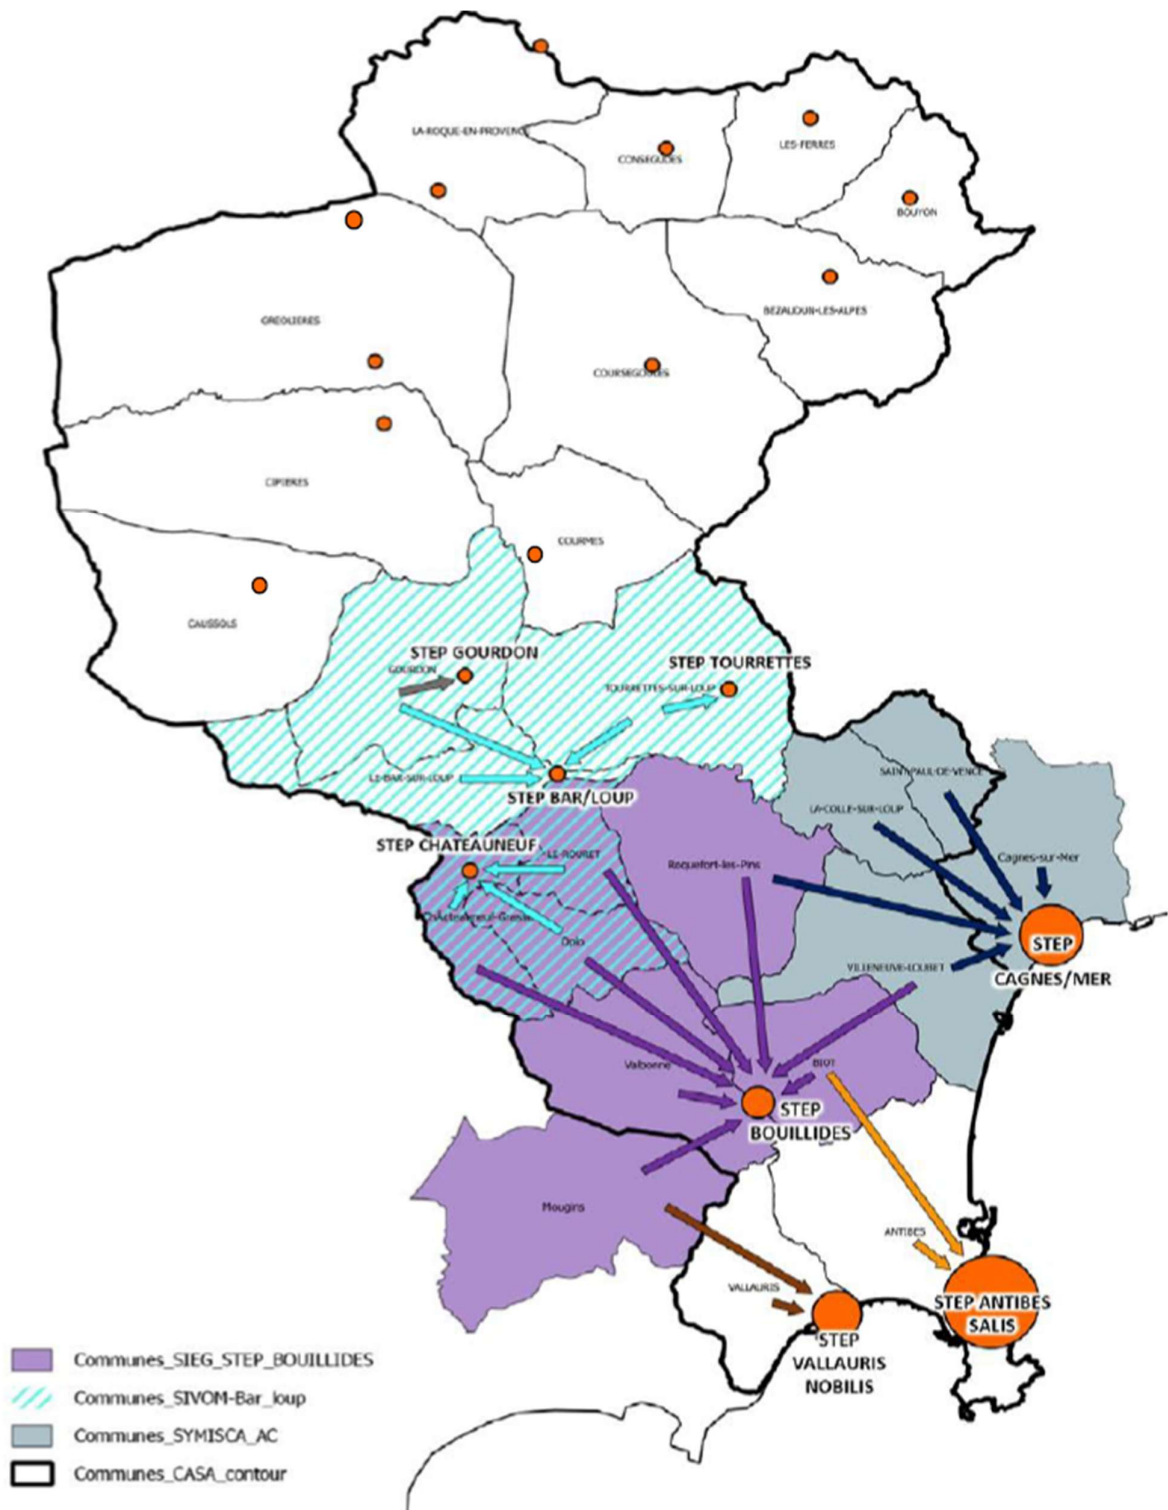 LA-ROQUE-EN-PROVENCE
CONSEGUDES
LES-FERRES
BOUYON
BEZAUDUN-LES-ALPES
GREOLIERES
COURSEGOULES
CIPIERES
COURMES
CAUSSOLS
STEP GOURDON
GOURDON
STEP TOURRETTES
TOURRETTES-SUR-LOUP
LE-BAR-SUR-LOUP
STEP BAR/LOUP
SAINT-PAUL-DE-VENCE
LA-COLLE-SUR-LOUP
STEP CHATEAUNEUF
LE-ROURET
Roquefort-les-Pins
Cagnes-sur-Mer
Opio
STEP
CAGNES/MER
VILLENEUVE-LOUBET
Valbonne
BIOT
STEP
BOUILLIDES
Mougins
ANTIBES
VALLAURIS
STEP ANTIBES
SALIS
STEP
VALLAURIS
NOBILIS
Communes_SIEG_STEP_BOUILLIDES
Communes_SIVOM-Bar_loup
Communes_SYMISCA_AC
Communes_CASA_contour